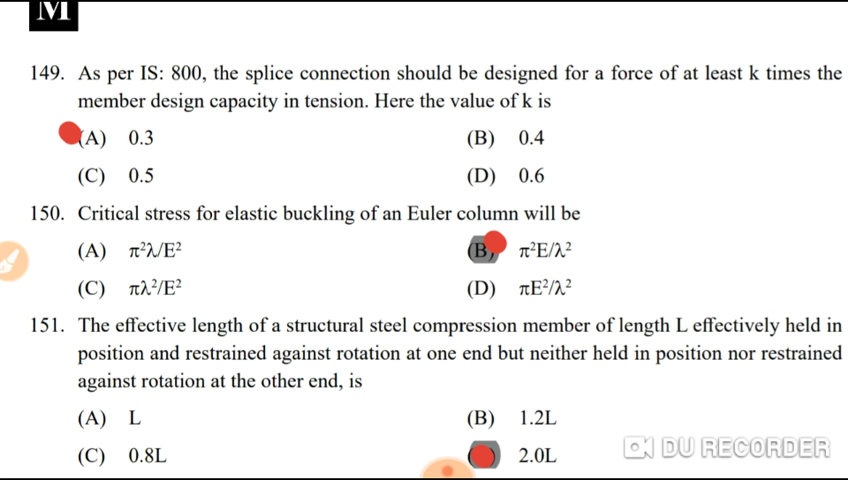 M
149. As per IS: 800, the splice connection should be designed for a force of at least k times the
member design capacity in tension. Here the value of k is
(A) 0.3 (B) 0.4
(C) 0.5 (D) 0.6
150. Critical stress for elastic buckling of an Euler column will be
(A) π²λ/E² (B) π²E/λ²
(C) πλ²/E² (D) πE²/λ²
151. The effective length of a structural steel compression member of length L effectively held in
position and restrained against rotation at one end but neither held in position nor restrained
against rotation at the other end, is
(A) L (B) 1.2L
(C) 0.8L 2.0L
DU RECORDER